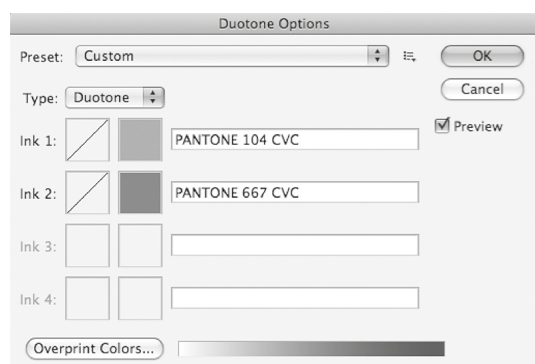 Duotone Options
Preset: Custom
OK
Type: Duotone
Cancel
Ink 1: PANTONE 104 CVC
Preview
Ink 2: PANTONE 667 CVC
Ink 3:
Ink 4:
Overprint Colors...